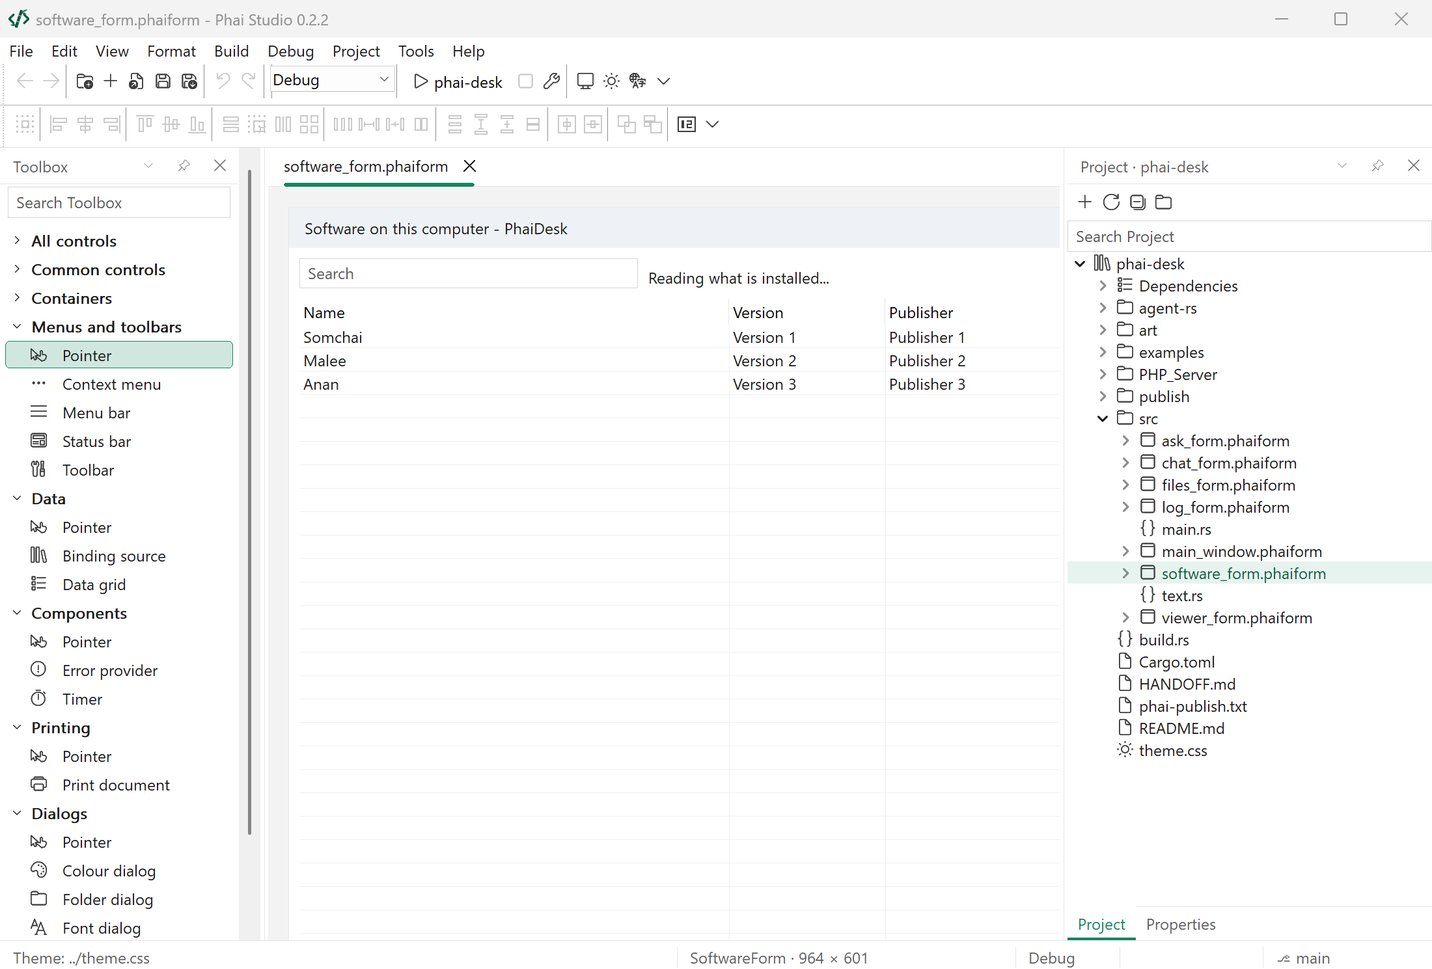 software_form.phaiform - Phai Studio 0.2.2
File Edit View Format Build Debug Project Tools Help
Debug phai-desk
Toolbox
Search Toolbox
All controls
Common controls
Containers
Menus and toolbars
Pointer
Context menu
Menu bar
Status bar
Toolbar
Data
Pointer
Binding source
Data grid
Components
Pointer
Error provider
Timer
Printing
Pointer
Print document
Dialogs
Pointer
Colour dialog
Folder dialog
Font dialog
software_form.phaiform
Software on this computer - PhaiDesk
Search Reading what is installed...
Name Version Publisher
Somchai Version 1 Publisher 1
Malee Version 2 Publisher 2
Anan Version 3 Publisher 3
Project · phai-desk
Search Project
phai-desk
Dependencies
agent-rs
art
examples
PHP_Server
publish
src
ask_form.phaiform
chat_form.phaiform
files_form.phaiform
log_form.phaiform
main.rs
main_window.phaiform
software_form.phaiform
text.rs
viewer_form.phaiform
build.rs
Cargo.toml
HANDOFF.md
phai-publish.txt
README.md
theme.css
Project Properties
Theme: ../theme.css SoftwareForm · 964 × 601 Debug main